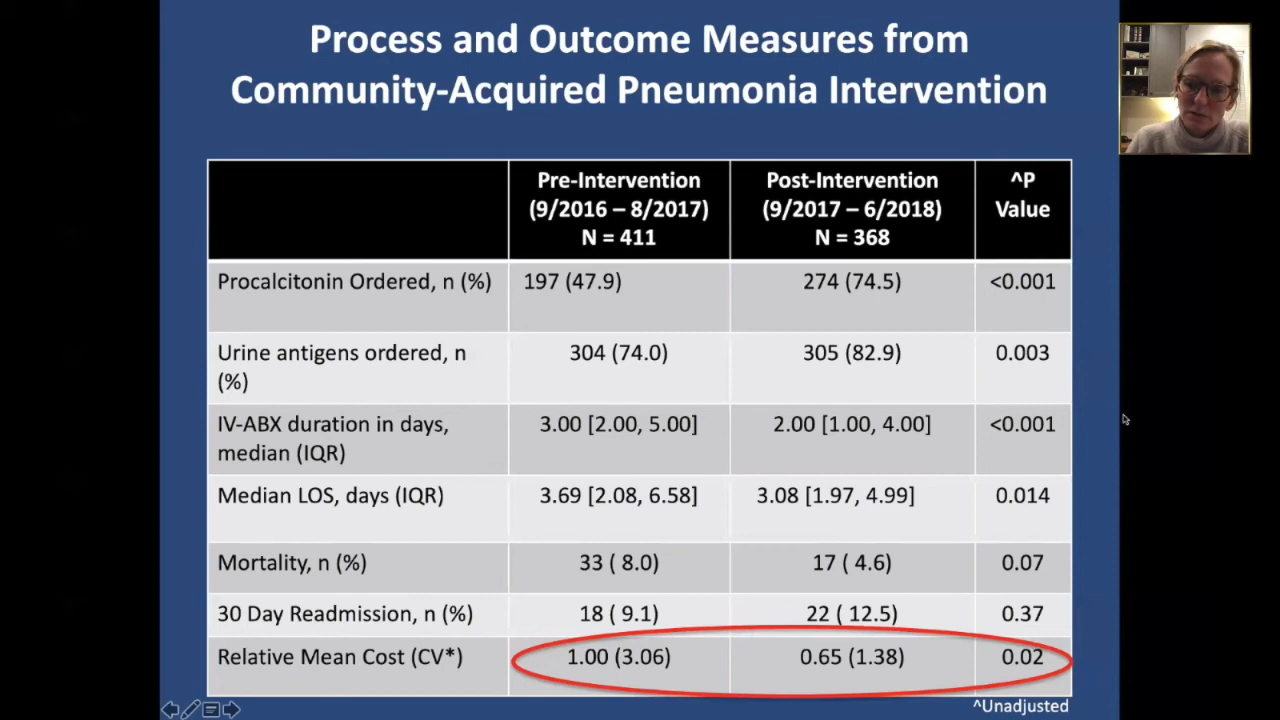 Process and Outcome Measures from
Community-Acquired Pneumonia Intervention
Pre-Intervention
(9/2016 – 8/2017)
N = 411
Post-Intervention
(9/2017 – 6/2018)
N = 368
^P
Value
Procalcitonin Ordered, n (%) 197 (47.9) 274 (74.5) <0.001
Urine antigens ordered, n
(%) 304 (74.0) 305 (82.9) 0.003
IV-ABX duration in days,
median (IQR) 3.00 [2.00, 5.00] 2.00 [1.00, 4.00] <0.001
Median LOS, days (IQR) 3.69 [2.08, 6.58] 3.08 [1.97, 4.99] 0.014
Mortality, n (%) 33 ( 8.0) 17 ( 4.6) 0.07
30 Day Readmission, n (%) 18 ( 9.1) 22 ( 12.5) 0.37
Relative Mean Cost (CV*) 1.00 (3.06) 0.65 (1.38) 0.02
^Unadjusted